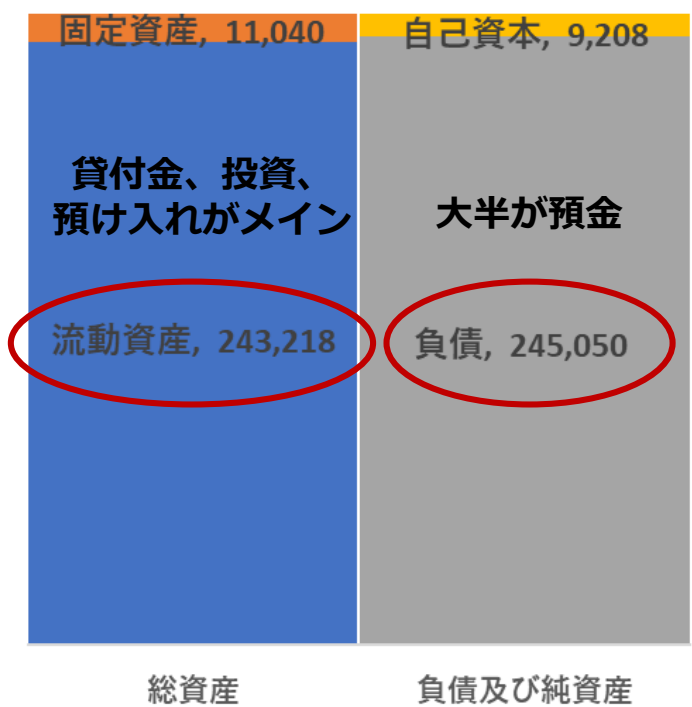 固定資産, 11,040
自己資本, 9,208
貸付金、投資、
預け入れがメイン
大半が預金
流動資産, 243,218
負債, 245,050
総資産
負債及び純資産